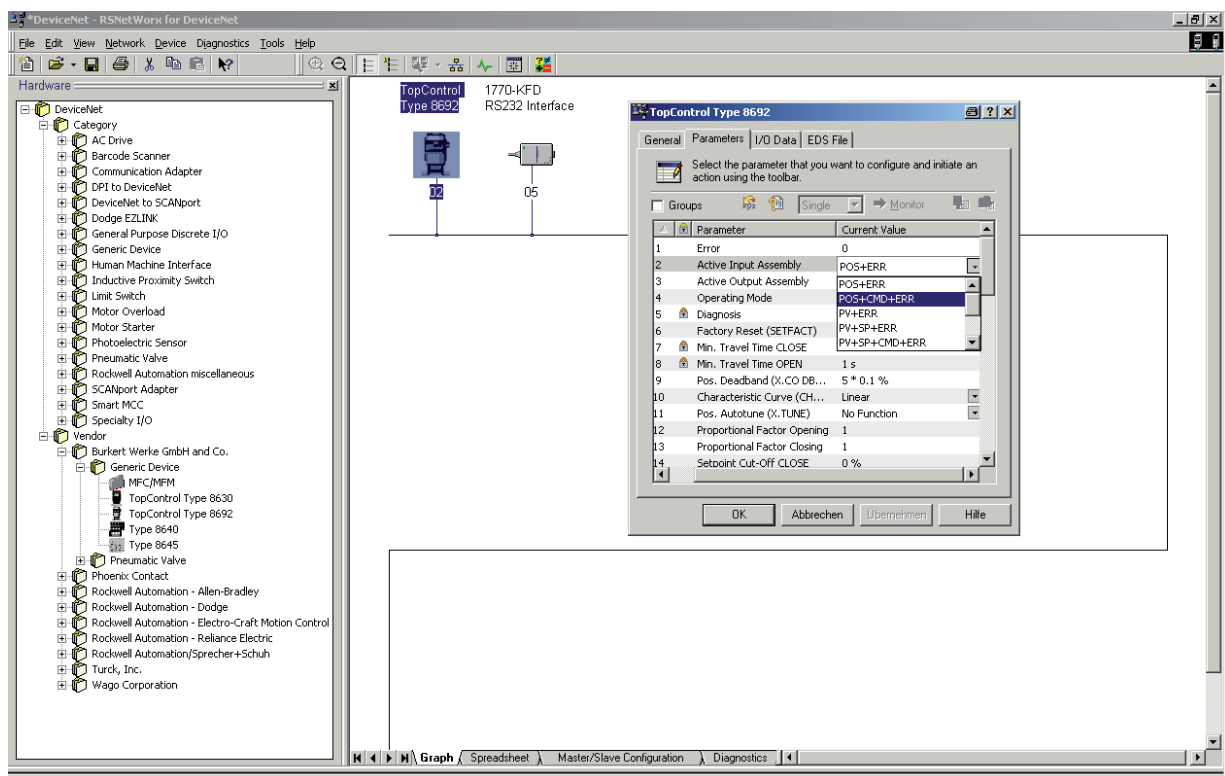 *DeviceNet - RSNetWorx for DeviceNet
File Edit View Network Device Diagnostics Tools Help
Hardware
DeviceNet
Category
AC Drive
Barcode Scanner
Communication Adapter
DPI to DeviceNet
DeviceNet to SCANport
Dodge EZLINK
General Purpose Discrete I/O
Generic Device
Human Machine Interface
Inductive Proximity Switch
Limit Switch
Motor Overload
Motor Starter
Photoelectric Sensor
Pneumatic Valve
Rockwell Automation miscellaneous
SCANport Adapter
Smart MCC
Specialty I/O
Vendor
Burkert Werke GmbH and Co.
Generic Device
MFC/MFM
TopControl Type 8630
TopControl Type 8692
Type 8640
Type 8645
Pneumatic Valve
Phoenix Contact
Rockwell Automation - Allen-Bradley
Rockwell Automation - Dodge
Rockwell Automation - Electro-Craft Motion Control
Rockwell Automation - Reliance Electric
Rockwell Automation/Sprecher+Schuh
Turck, Inc.
Wago Corporation
TopControl 1770-KFD
Type 8692 RS232 Interface
02 05
TopControl Type 8692
General Parameters I/O Data EDS File
Select the parameter that you want to configure and initiate an
action using the toolbar.
Groups Single Monitor
Parameter Current Value
1 Error 0
2 Active Input Assembly POS+ERR
3 Active Output Assembly POS+ERR
4 Operating Mode POS+CMD+ERR
5 Diagnosis PV+ERR
6 Factory Reset (SETFACT) PV+SP+ERR
7 Min. Travel Time CLOSE PV+SP+CMD+ERR
8 Min. Travel Time OPEN 1 s
9 Pos. Deadband (X.CO DB... 5 * 0.1 %
10 Characteristic Curve (CH... Linear
11 Pos. Autotune (X.TUNE) No Function
12 Proportional Factor Opening 1
13 Proportional Factor Closing 1
14 Setpoint Cut-Off CLOSE 0 %
OK Abbrechen Übernehmen Hilfe
Graph Spreadsheet Master/Slave Configuration Diagnostics